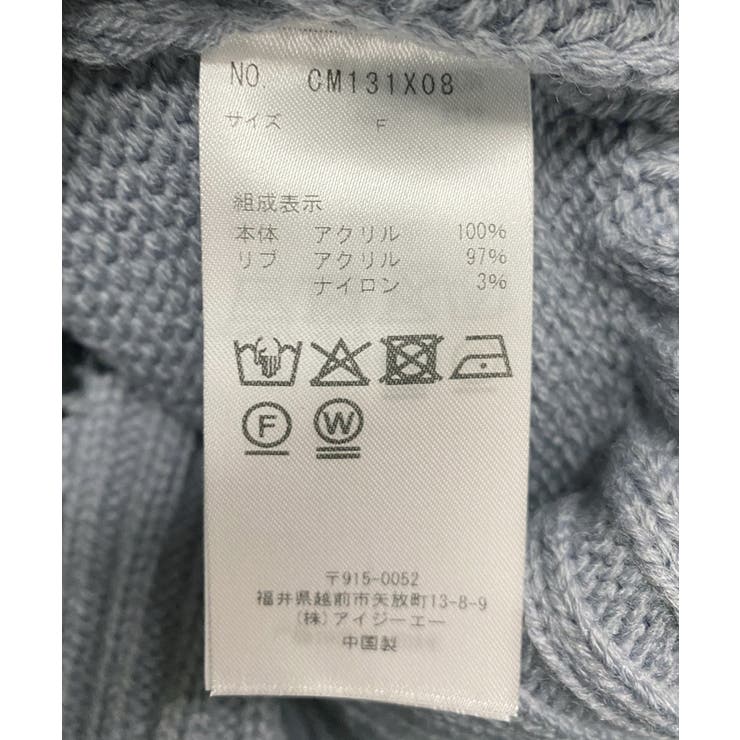 NO. CM131X08
サイズ F
組成表示
本体 アクリル 100%
リブ アクリル 97%
ナイロン 3%
F W
〒915-0052
福井県越前市矢放町13-8-9
(株)アイジーエー
中国製